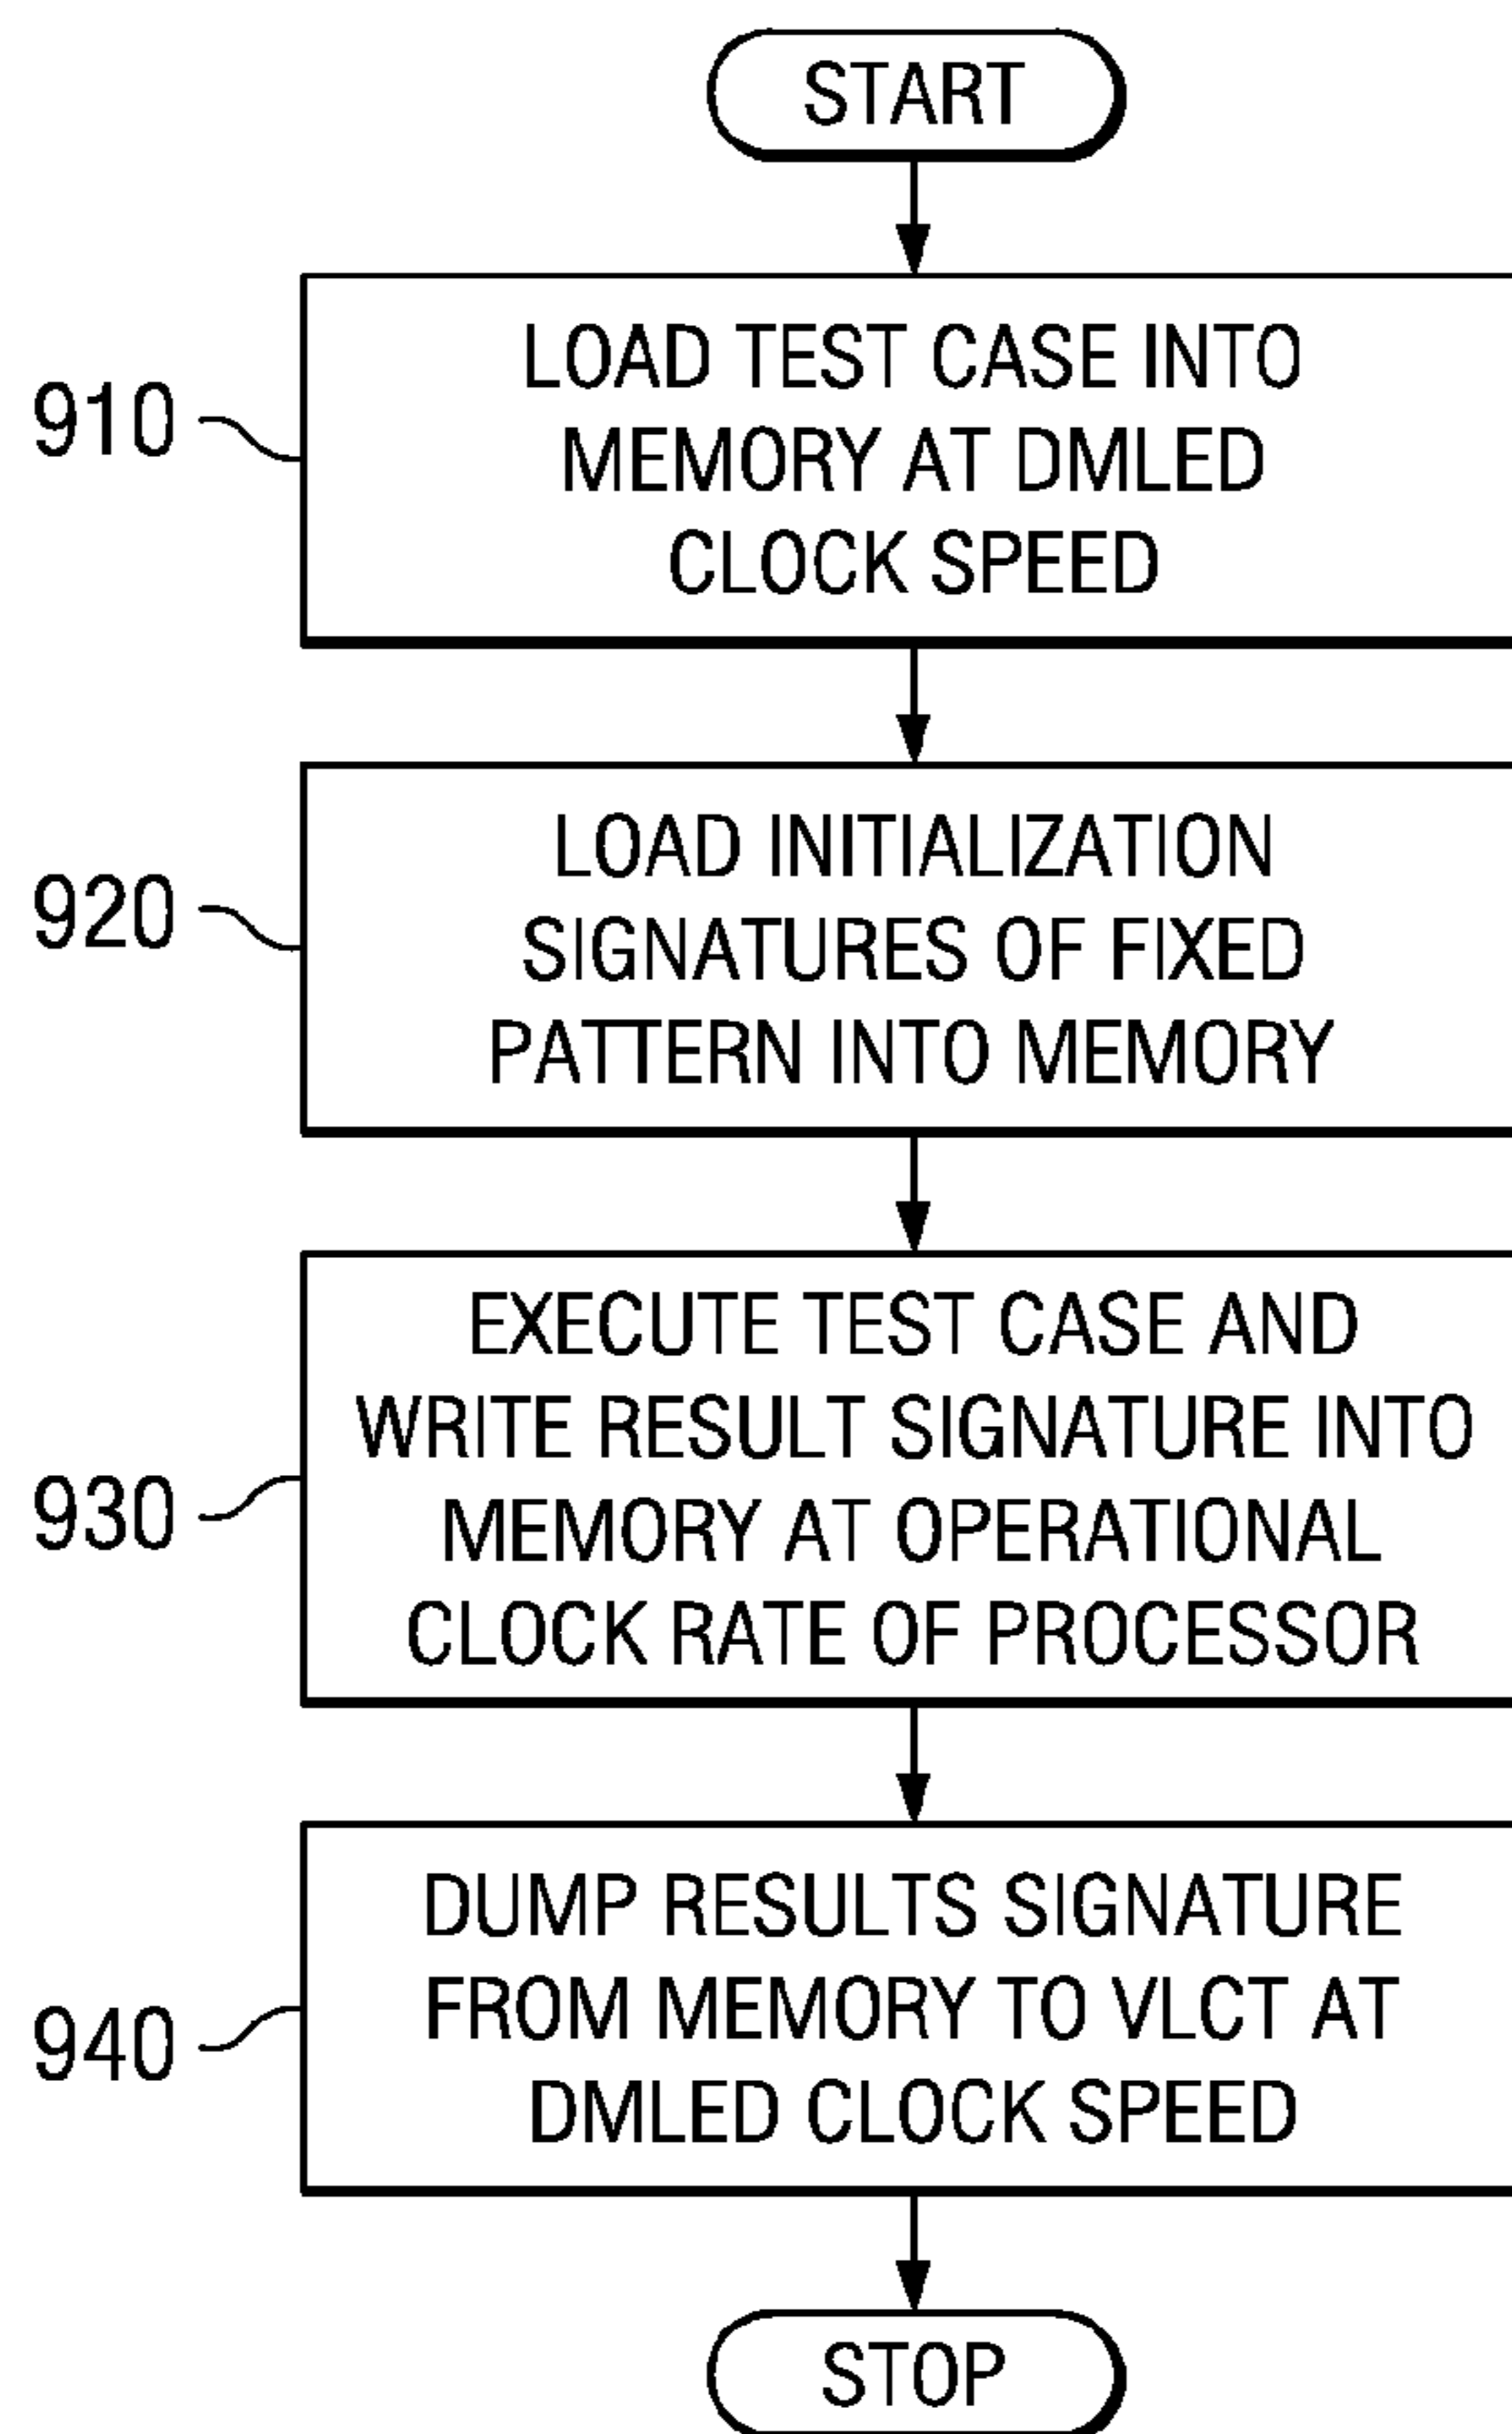 START
910
LOAD TEST CASE INTO
MEMORY AT DMLED
CLOCK SPEED
920
LOAD INITIALIZATION
SIGNATURES OF FIXED
PATTERN INTO MEMORY
930
EXECUTE TEST CASE AND
WRITE RESULT SIGNATURE INTO
MEMORY AT OPERATIONAL
CLOCK RATE OF PROCESSOR
940
DUMP RESULTS SIGNATURE
FROM MEMORY TO VLCT AT
DMLED CLOCK SPEED
STOP